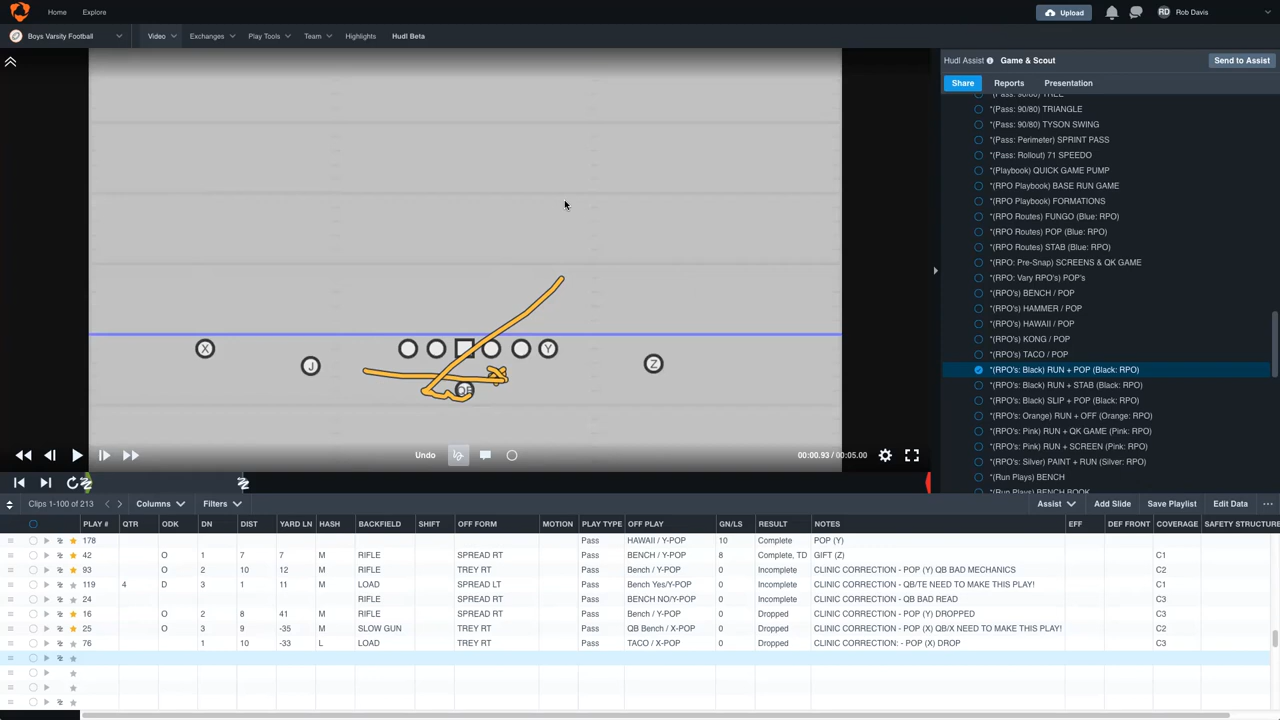 Home Explore Upload RD Rob Davis
Boys Varsity Football Video Exchanges Play Tools Team Highlights Hudl Beta
Hudl Assist Game & Scout Send to Assist
Share Reports Presentation
*(Pass: 90/80) TREE
*(Pass: 90/80) TRIANGLE
*(Pass: 90/80) TYSON SWING
*(Pass: Perimeter) SPRINT PASS
*(Pass: Rollout) 71 SPEEDO
*(Playbook) QUICK GAME PUMP
*(RPO Playbook) BASE RUN GAME
*(RPO Playbook) FORMATIONS
*(RPO Routes) FUNGO (Blue: RPO)
*(RPO Routes) POP (Blue: RPO)
*(RPO Routes) STAB (Blue: RPO)
*(RPO: Pre-Snap) SCREENS & QK GAME
*(RPO: Vary RPO's) POP's
*(RPO's) BENCH / POP
*(RPO's) HAMMER / POP
*(RPO's) HAWAII / POP
*(RPO's) KONG / POP
*(RPO's) TACO / POP
*(RPO's: Black) RUN + POP (Black: RPO)
*(RPO's: Black) RUN + STAB (Black: RPO)
*(RPO's: Black) SLIP + POP (Black: RPO)
*(RPO's: Orange) RUN + OFF (Orange: RPO)
*(RPO's: Pink) RUN + QK GAME (Pink: RPO)
*(RPO's: Pink) RUN + SCREEN (Pink: RPO)
*(RPO's: Silver) PAINT + RUN (Silver: RPO)
*(Run Plays) BENCH
*(Run Plays) BENCH BOOK
X J Y Z
QB
Undo 00:00.93 / 00:05.00
Clips 1-100 of 213 Columns Filters Assist Add Slide Save Playlist Edit Data
PLAY # QTR ODK DN DIST YARD LN HASH BACKFIELD SHIFT OFF FORM MOTION PLAY TYPE OFF PLAY GN/LS RESULT NOTES EFF DEF FRONT COVERAGE SAFETY STRUCTURE
178 Pass HAWAII / Y-POP 10 Complete POP (Y)
42 O 1 7 7 M RIFLE SPREAD RT Pass BENCH / Y-POP 8 Complete, TD GIFT (Z) C1
93 O 2 10 12 M RIFLE TREY RT Pass Bench / Y-POP 0 Incomplete CLINIC CORRECTION - POP (Y) QB BAD MECHANICS C2
119 4 D 3 1 11 M LOAD SPREAD LT Pass Bench Yes/Y-POP 0 Incomplete CLINIC CORRECTION - QB/TE NEED TO MAKE THIS PLAY! C1
24 RIFLE SPREAD RT Pass BENCH NO/Y-POP 0 Incomplete CLINIC CORRECTION - QB BAD READ C3
16 O 2 8 41 M RIFLE SPREAD RT Pass Bench / Y-POP 0 Dropped CLINIC CORRECTION - POP (Y) DROPPED C3
25 O 3 9 -35 M SLOW GUN TREY RT Pass QB Bench / X-POP 0 Dropped CLINIC CORRECTION - POP (X) QB/X NEED TO MAKE THIS PLAY! C2
76 1 10 -33 L LOAD TREY RT Pass TACO / X-POP 0 Dropped CLINIC CORRECTION: - POP (X) DROP C3